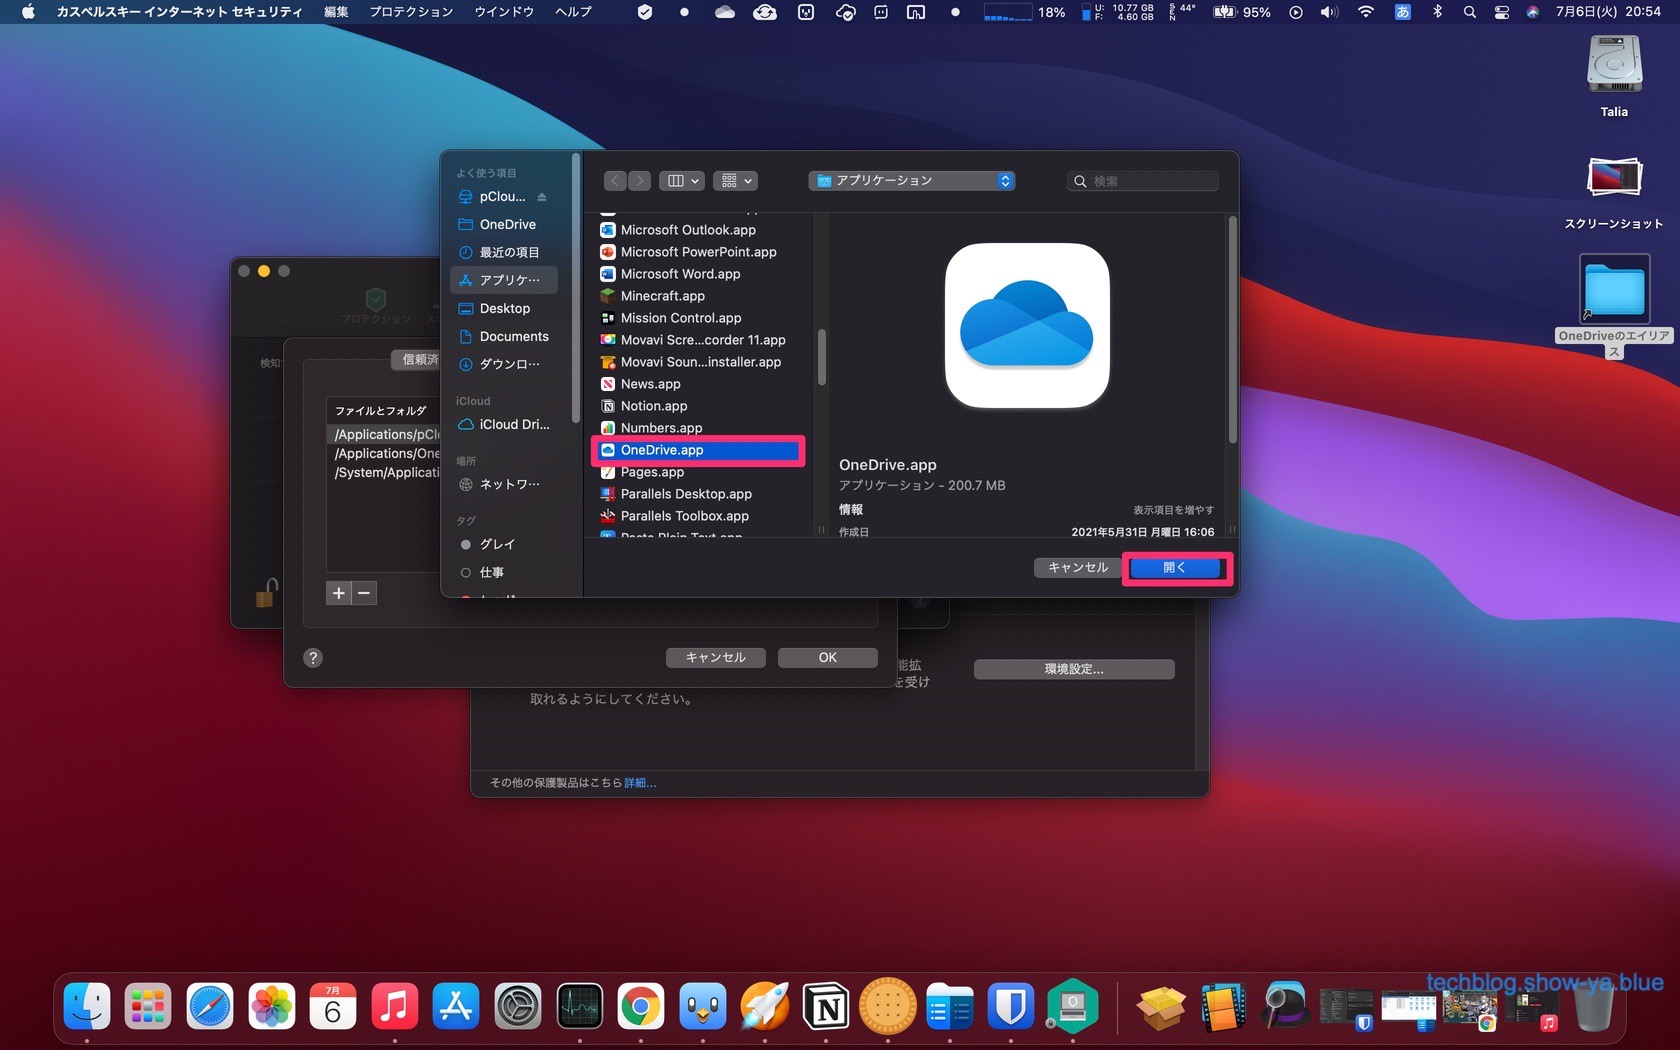 カスペルスキー インターネット セキュリティ 編集 プロテクション ウインドウ ヘルプ 18% U: 10.77 GB F: 4.60 GB SEN 44° 95% あ 7月6日(火) 20:54
Talia
スクリーンショット
OneDriveのエイリアス
よく使う項目
pClou...
OneDrive
最近の項目
アプリケ…
Desktop
Documents
ダウンロ…
iCloud
iCloud Dri...
場所
ネットワ…
タグ
グレイ
仕事
アプリケーション
検索
Microsoft Outlook.app
Microsoft PowerPoint.app
Microsoft Word.app
Minecraft.app
Mission Control.app
Movavi Scre...corder 11.app
Movavi Soun...installer.app
News.app
Notion.app
Numbers.app
OneDrive.app
Pages.app
Parallels Desktop.app
Parallels Toolbox.app
OneDrive.app
アプリケーション - 200.7 MB
情報
表示項目を増やす
作成日
2021年5月31日 月曜日 16:06
キャンセル
開く
プロテクション
検知
信頼済
ファイルとフォルダ
/Applications/pCl
/Applications/One
/System/Applicati
+ −
?
キャンセル
OK
能拡
を受け
取れるようにしてください。
環境設定...
その他の保護製品はこちら 詳細...
7月
6
techblog.show-ya.blue